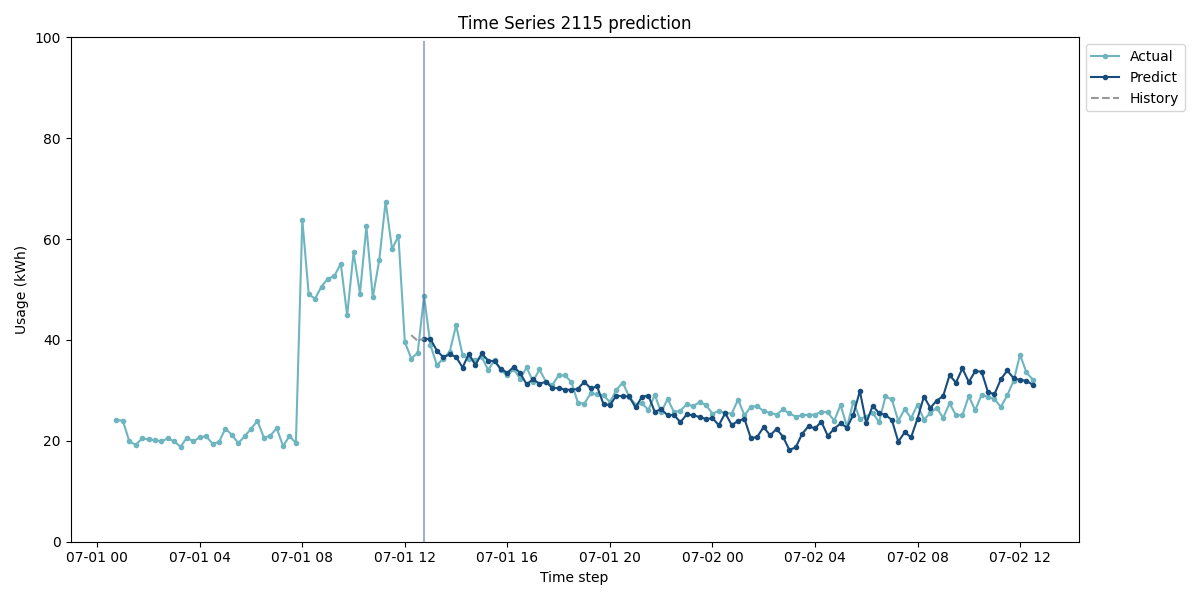 Time Series 2115 prediction
100
80
60
40
20
0
Usage (kWh)
07-01 00
07-01 04
07-01 08
07-01 12
07-01 16
07-01 20
07-02 00
07-02 04
07-02 08
07-02 12
Time step
Actual
Predict
History